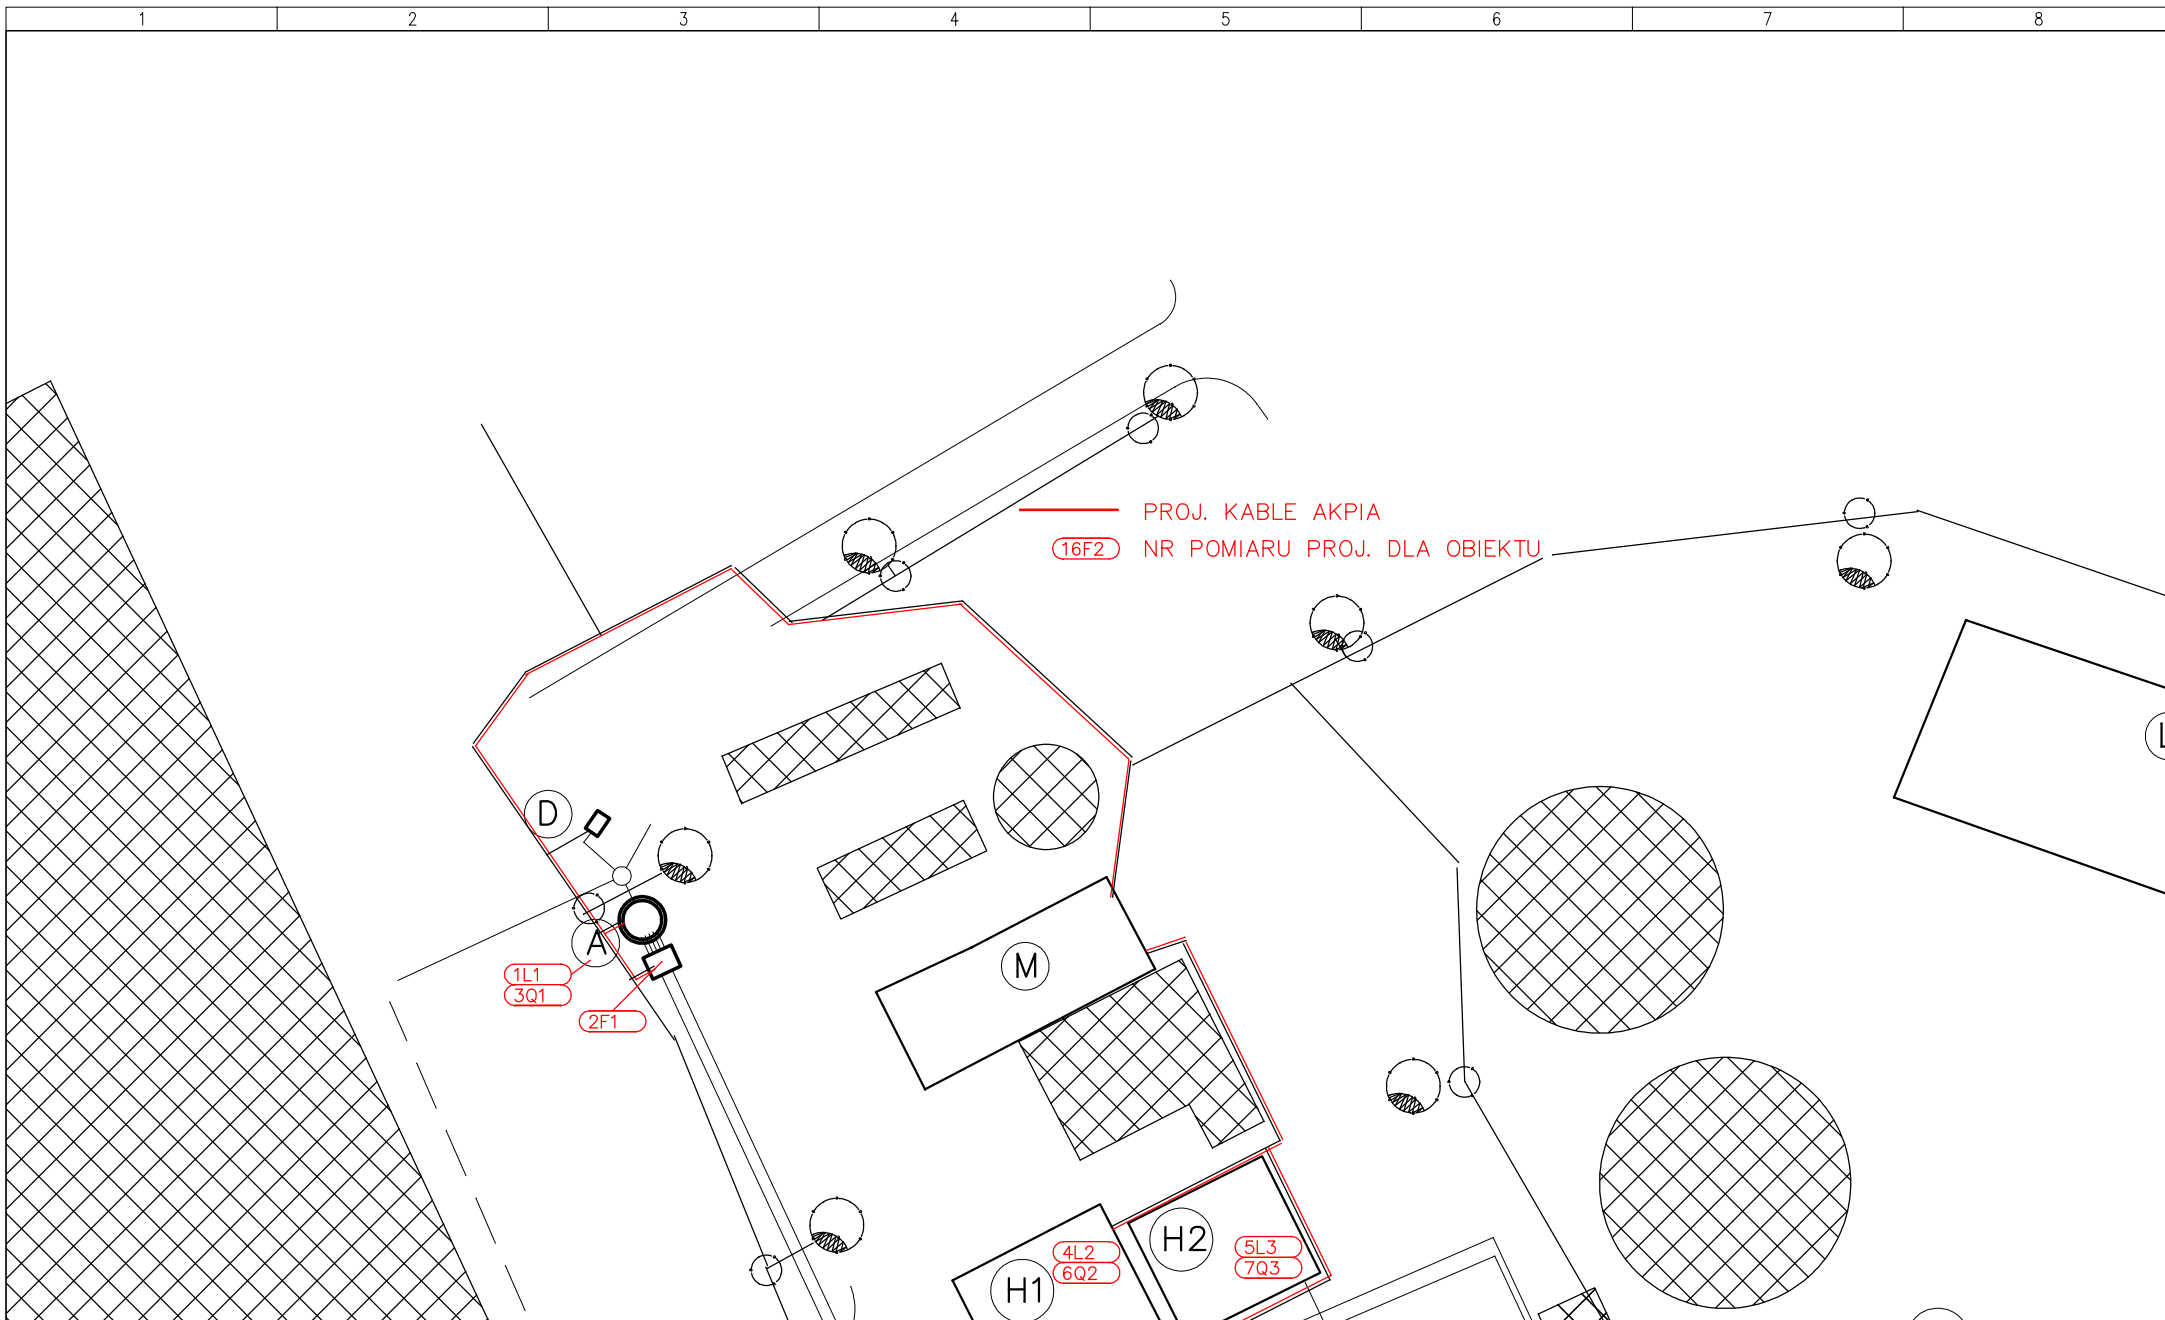 1 2 3 4 5 6 7 8
PROJ. KABLE AKPIA
16F2 NR POMIARU PROJ. DLA OBIEKTU
D
A
M
1L1
3Q1
2F1
H2
H1
4L2
6Q2
5L3
7Q3